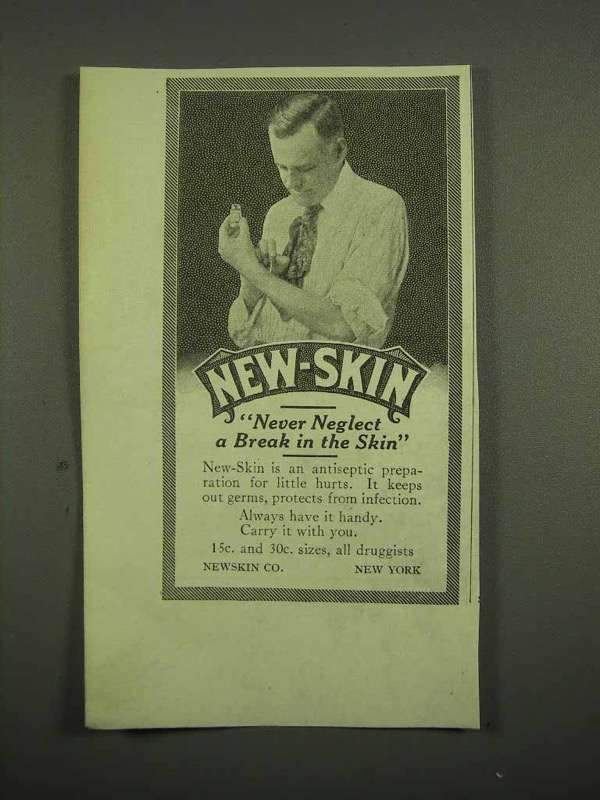 NEW-SKIN
"Never Neglect
a Break in the Skin"
New-Skin is an antiseptic prepa-
ration for little hurts. It keeps
out germs, protects from infection.
Always have it handy.
Carry it with you.
15c. and 30c. sizes, all druggists
NEWSKIN CO. NEW YORK